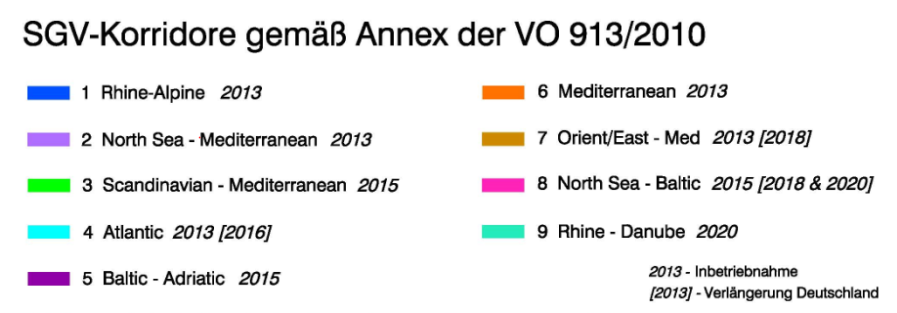 SGV-Korridore gemäß Annex der VO 913/2010
1 Rhine-Alpine 2013
2 North Sea - Mediterranean 2013
3 Scandinavian - Mediterranean 2015
4 Atlantic 2013 [2016]
5 Baltic - Adriatic 2015
6 Mediterranean 2013
7 Orient/East - Med 2013 [2018]
8 North Sea - Baltic 2015 [2018 & 2020]
9 Rhine - Danube 2020
2013 - Inbetriebnahme
[2013] - Verlängerung Deutschland